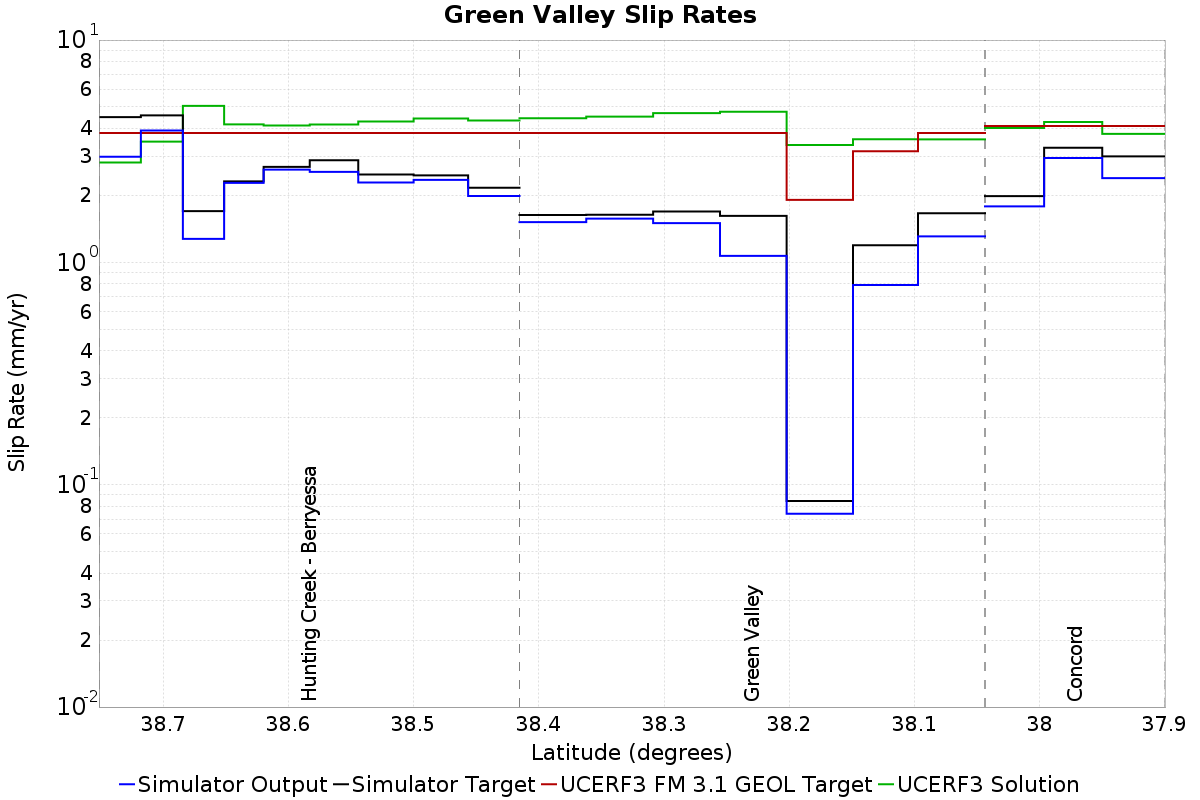 Green Valley Slip Rates
10^1
8
6
4
3
2
10^0
8
6
4
3
2
10^-1
8
6
4
3
2
10^-2
Slip Rate (mm/yr)
Hunting Creek - Berryessa
Green Valley
Concord
38.7 38.6 38.5 38.4 38.3 38.2 38.1 38 37.9
Latitude (degrees)
Simulator Output Simulator Target UCERF3 FM 3.1 GEOL Target UCERF3 Solution